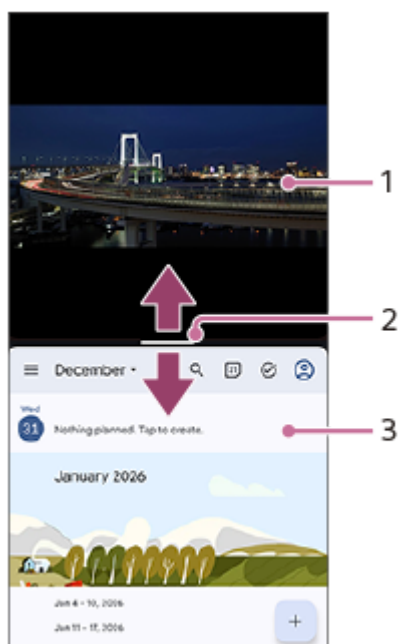 1
2
December
31
Wed
31
Nothing planned. Tap to create.
3
January 2026
Jan 4 – 10, 2026
Jan 11 – 17, 2026
+